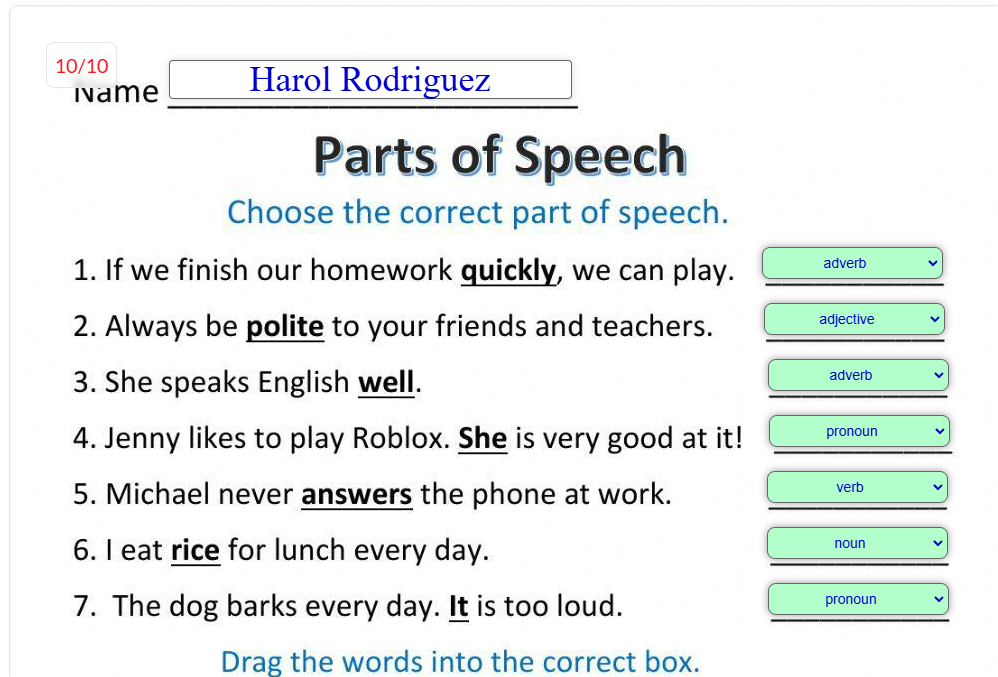 10/10
Name Harol Rodriguez
Parts of Speech
Choose the correct part of speech.
1. If we finish our homework quickly, we can play. adverb
2. Always be polite to your friends and teachers. adjective
3. She speaks English well. adverb
4. Jenny likes to play Roblox. She is very good at it! pronoun
5. Michael never answers the phone at work. verb
6. I eat rice for lunch every day. noun
7. The dog barks every day. It is too loud. pronoun
Drag the words into the correct box.